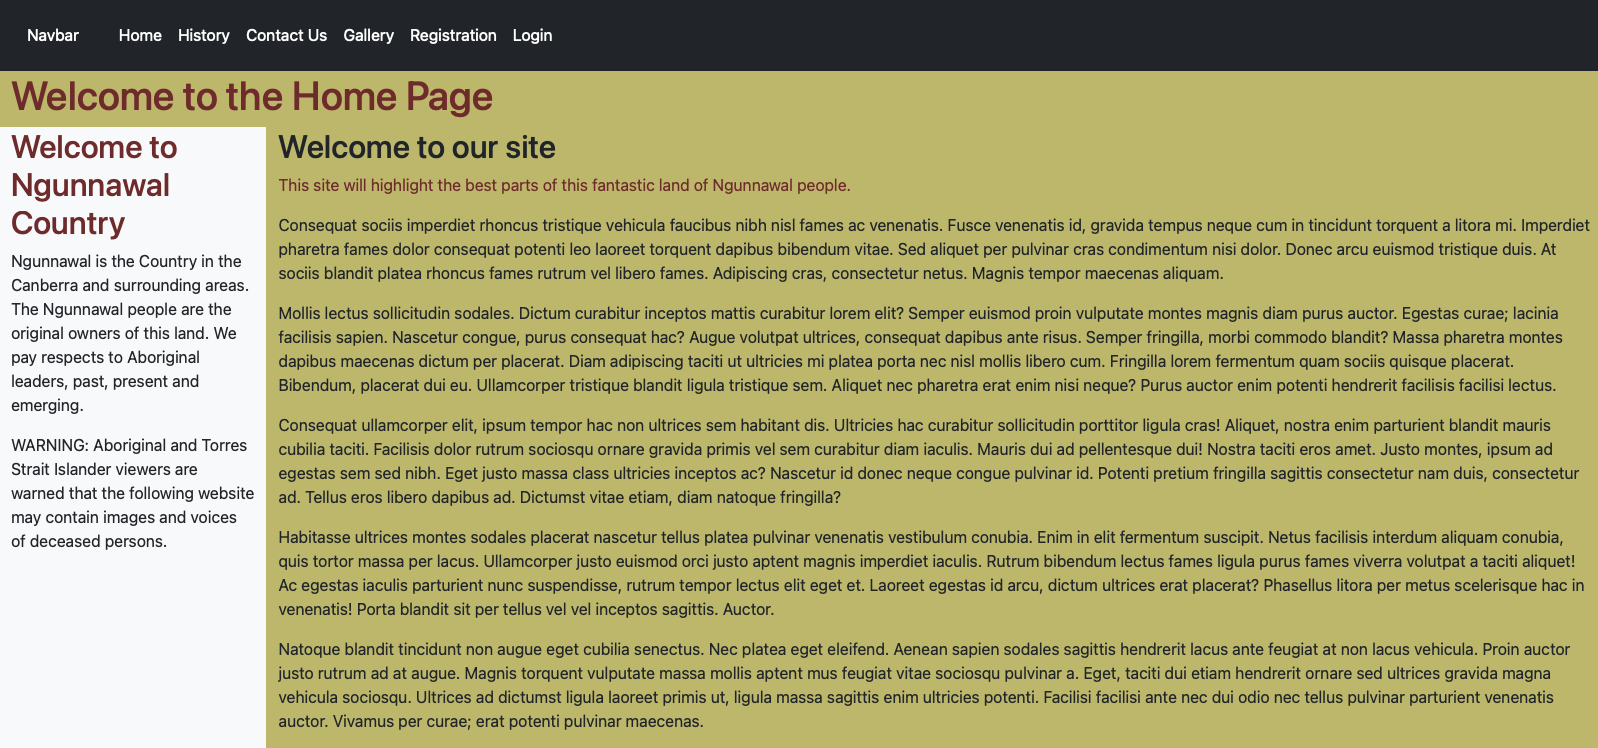 Navbar Home History Contact Us Gallery Registration Login
Welcome to the Home Page
Welcome to
Ngunnawal
Country
Ngunnawal is the Country in the
Canberra and surrounding areas.
The Ngunnawal people are the
original owners of this land. We
pay respects to Aboriginal
leaders, past, present and
emerging.
WARNING: Aboriginal and Torres
Strait Islander viewers are
warned that the following website
may contain images and voices
of deceased persons.
Welcome to our site
This site will highlight the best parts of this fantastic land of Ngunnawal people.
Consequat sociis imperdiet rhoncus tristique vehicula faucibus nibh nisl fames ac venenatis. Fusce venenatis id, gravida tempus neque cum in tincidunt torquent a litora mi. Imperdiet
pharetra fames dolor consequat potenti leo laoreet torquent dapibus bibendum vitae. Sed aliquet per pulvinar cras condimentum nisi dolor. Donec arcu euismod tristique duis. At
sociis blandit platea rhoncus fames rutrum vel libero fames. Adipiscing cras, consectetur netus. Magnis tempor maecenas aliquam.
Mollis lectus sollicitudin sodales. Dictum curabitur inceptos mattis curabitur lorem elit? Semper euismod proin vulputate montes magnis diam purus auctor. Egestas curae; lacinia
facilisis sapien. Nascetur congue, purus consequat hac? Augue volutpat ultrices, consequat dapibus ante risus. Semper fringilla, morbi commodo blandit? Massa pharetra montes
dapibus maecenas dictum per placerat. Diam adipiscing taciti ut ultricies mi platea porta nec nisl mollis libero cum. Fringilla lorem fermentum quam sociis quisque placerat.
Bibendum, placerat dui eu. Ullamcorper tristique blandit ligula tristique sem. Aliquet nec pharetra erat enim nisi neque? Purus auctor enim potenti hendrerit facilisis facilisi lectus.
Consequat ullamcorper elit, ipsum tempor hac non ultrices sem habitant dis. Ultricies hac curabitur sollicitudin porttitor ligula cras! Aliquet, nostra enim parturient blandit mauris
cubilia taciti. Facilisis dolor rutrum sociosqu ornare gravida primis vel sem curabitur diam iaculis. Mauris dui ad pellentesque dui! Nostra taciti eros amet. Justo montes, ipsum ad
egestas sem sed nibh. Eget justo massa class ultricies inceptos ac? Nascetur id donec neque congue pulvinar id. Potenti pretium fringilla sagittis consectetur nam duis, consectetur
ad. Tellus eros libero dapibus ad. Dictumst vitae etiam, diam natoque fringilla?
Habitasse ultrices montes sodales placerat nascetur tellus platea pulvinar venenatis vestibulum conubia. Enim in elit fermentum suscipit. Netus facilisis interdum aliquam conubia,
quis tortor massa per lacus. Ullamcorper justo euismod orci justo aptent magnis imperdiet iaculis. Rutrum bibendum lectus fames ligula purus fames viverra volutpat a taciti aliquet!
Ac egestas iaculis parturient nunc suspendisse, rutrum tempor lectus elit eget et. Laoreet egestas id arcu, dictum ultrices erat placerat? Phasellus litora per metus scelerisque hac in
venenatis! Porta blandit sit per tellus vel vel inceptos sagittis. Auctor.
Natoque blandit tincidunt non augue eget cubilia senectus. Nec platea eget eleifend. Aenean sapien sodales sagittis hendrerit lacus ante feugiat at non lacus vehicula. Proin auctor
justo rutrum ad at augue. Magnis torquent vulputate massa mollis aptent mus feugiat vitae sociosqu pulvinar a. Eget, taciti dui etiam hendrerit ornare sed ultrices gravida magna
vehicula sociosqu. Ultrices ad dictumst ligula laoreet primis ut, ligula massa sagittis enim ultricies potenti. Facilisi facilisi ante nec dui odio nec tellus pulvinar parturient venenatis
auctor. Vivamus per curae; erat potenti pulvinar maecenas.